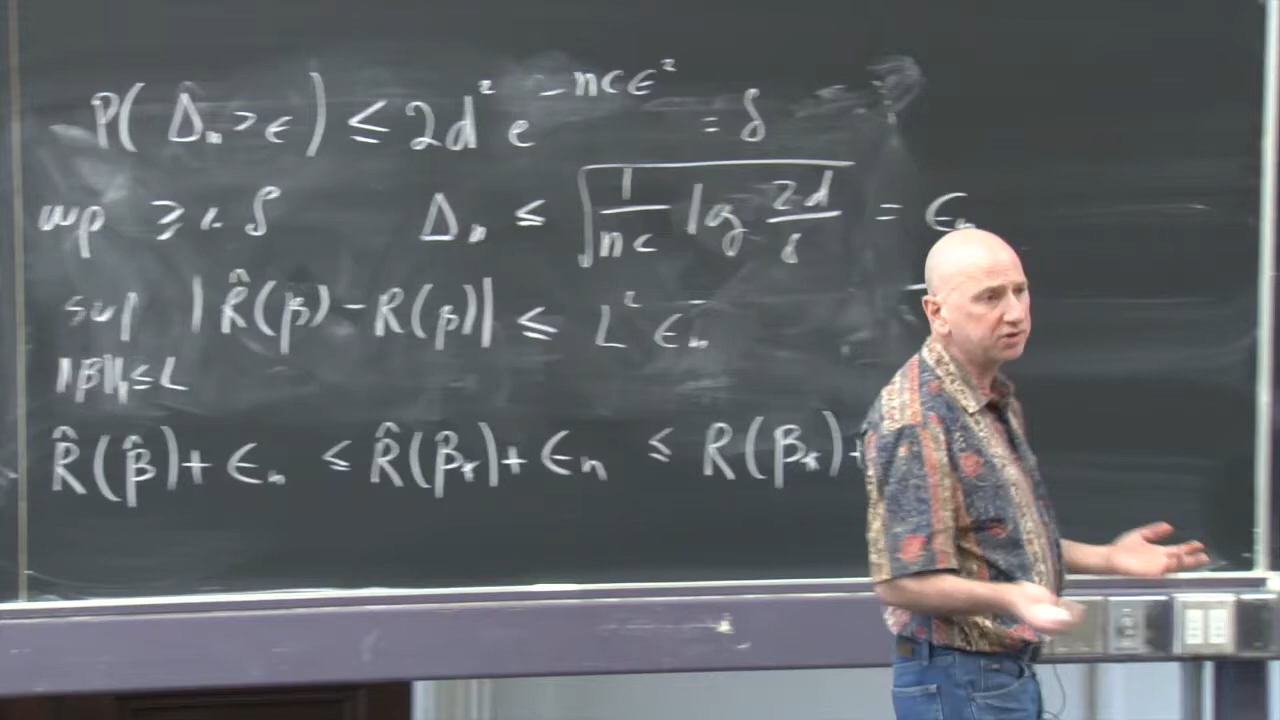 P( Δₙ > ϵ ) ≤ 2d² e^{-ncϵ²} = δ
wp ≥ 1-δ Δₙ ≤ √(1/(nc) log 2d/δ) = ϵₙ
sup |R̂(β) - R(β)| ≤ L² ϵₙ
‖β‖₁ ≤ L
R̂(β̂) + ϵₙ ≤ R̂(β⁎) + ϵₙ ≤ R(β⁎) +